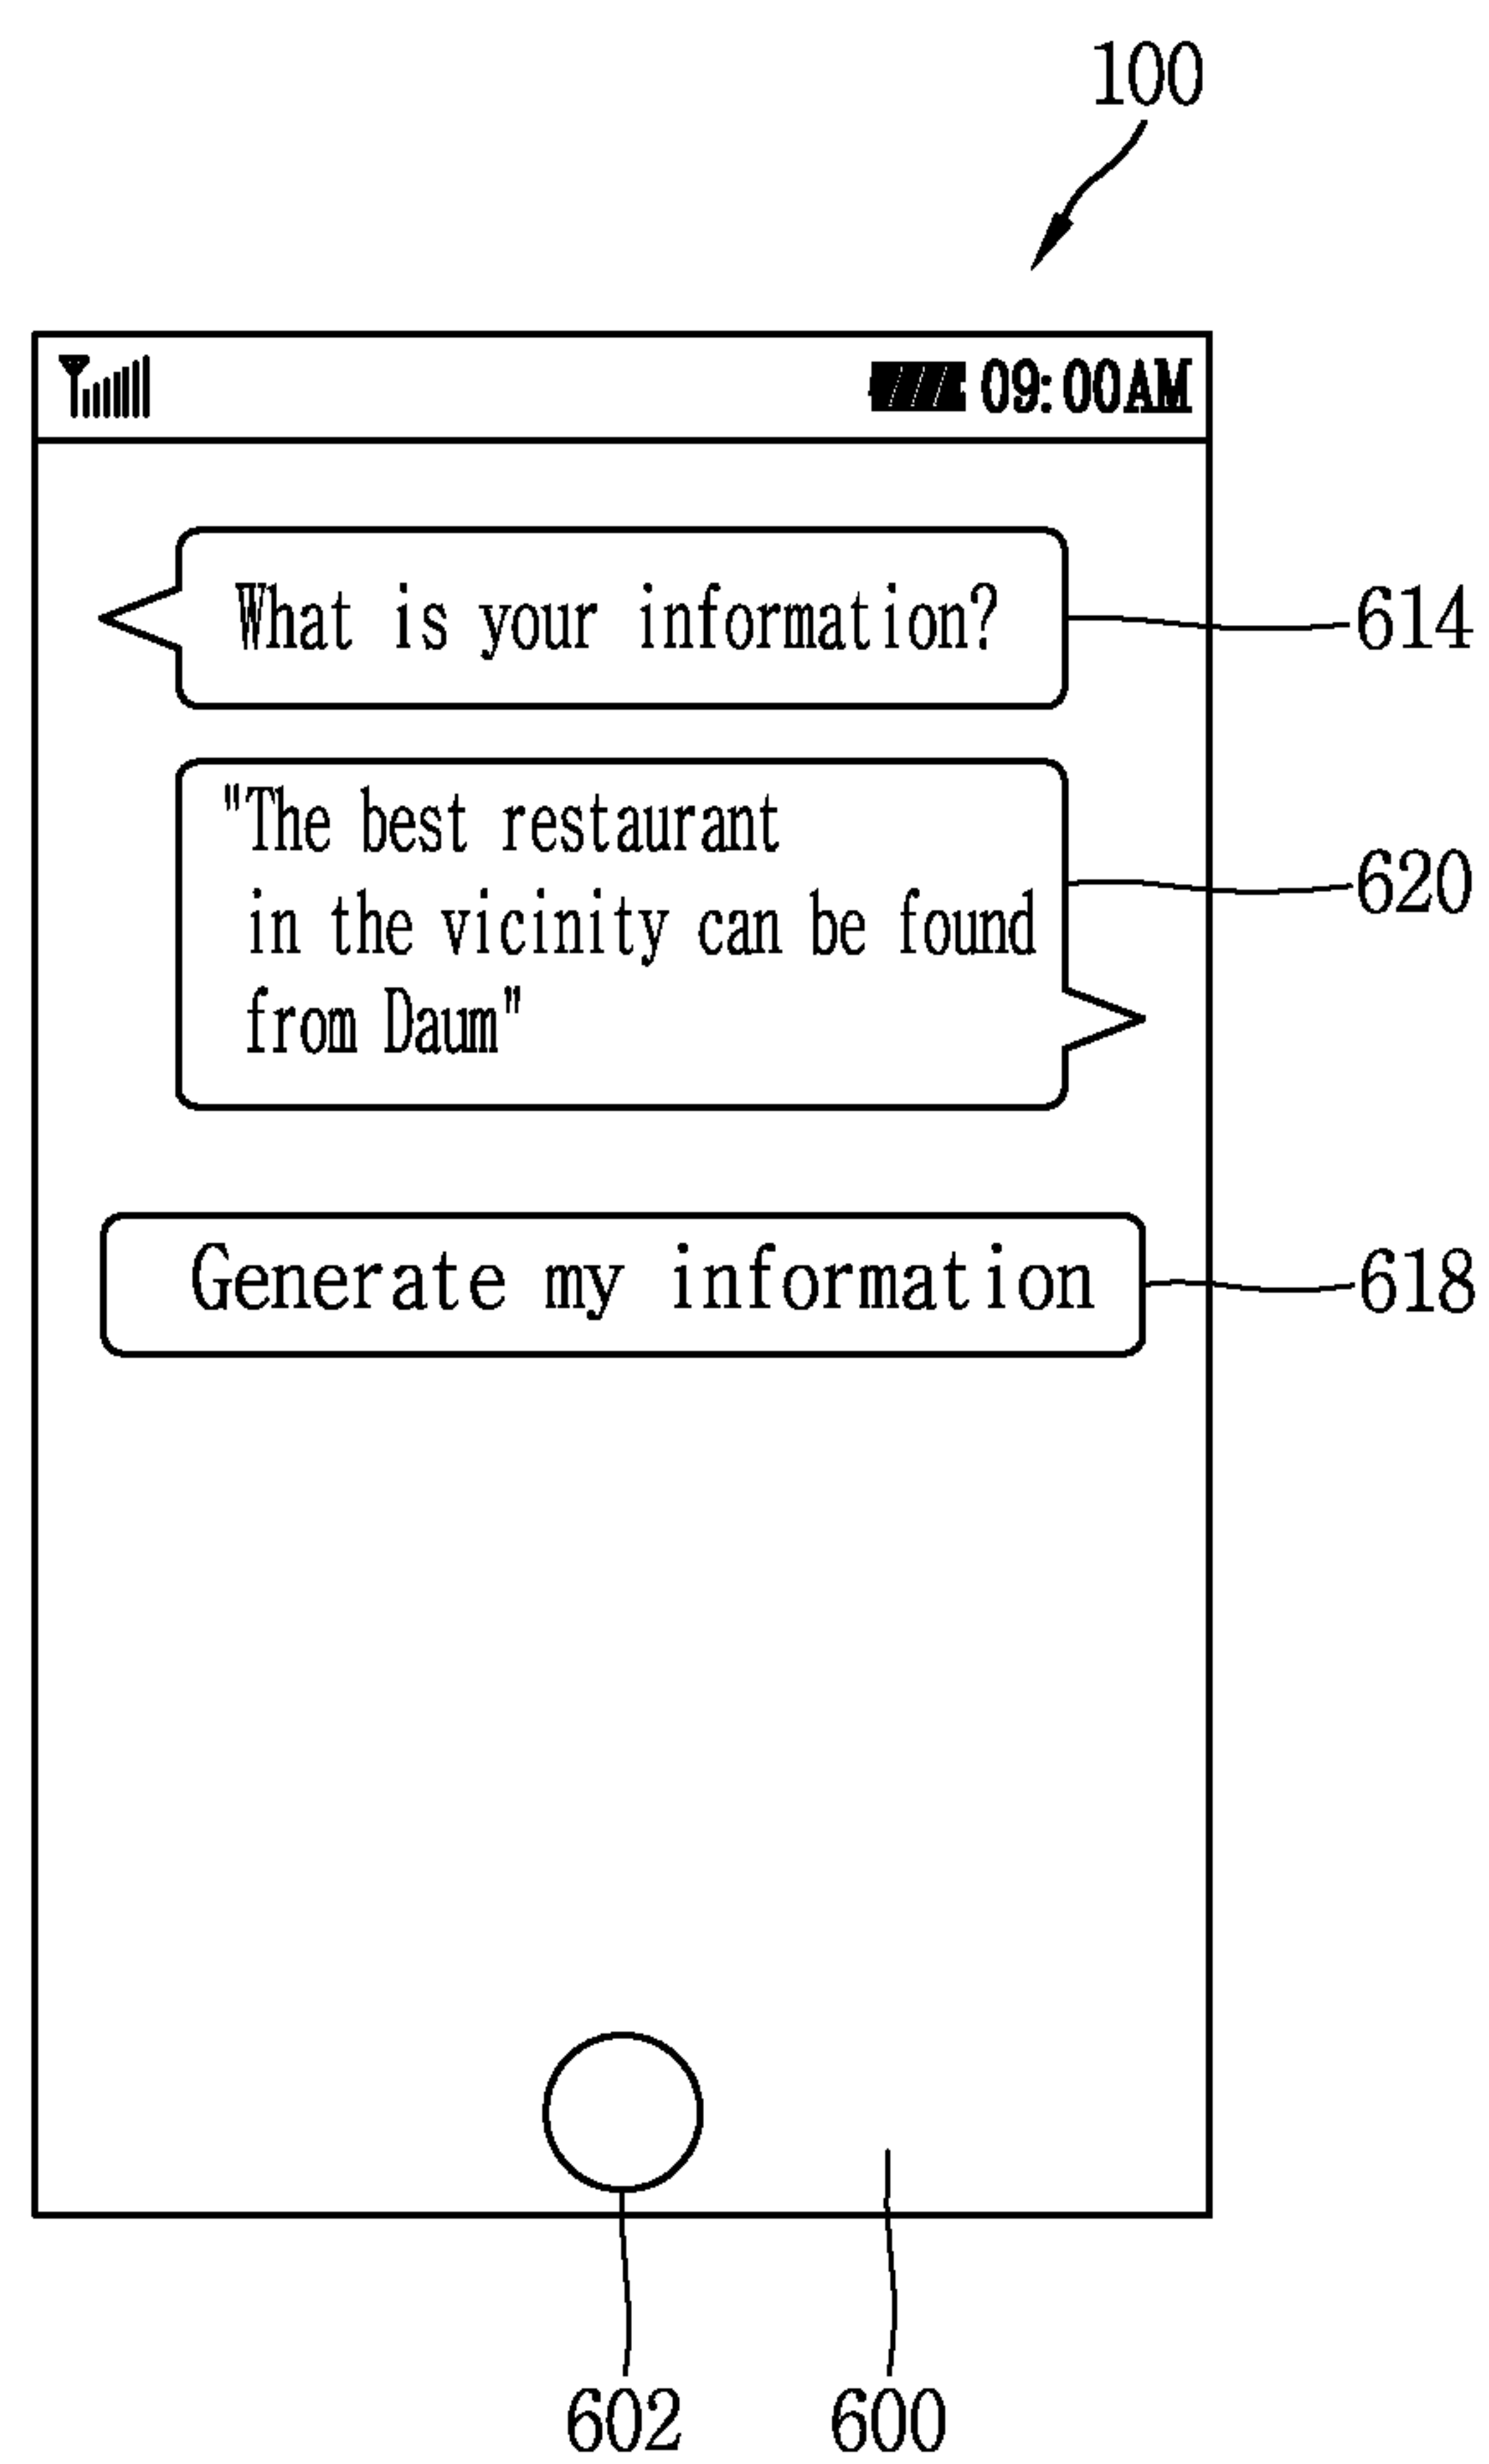 100
09:00AM
What is your information?
614
"The best restaurant
in the vicinity can be found
from Daum"
620
Generate my information
618
602
600